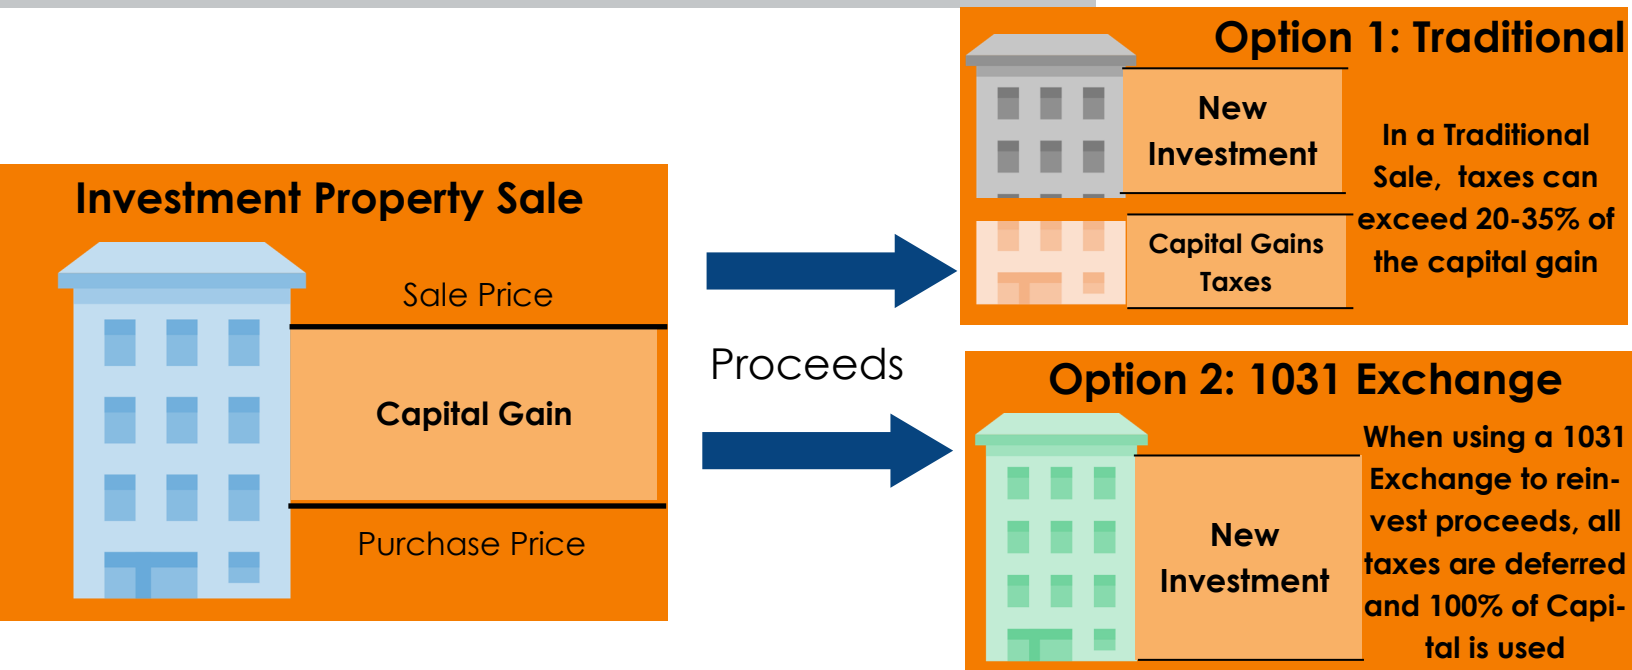 Investment Property Sale
Sale Price
Capital Gain
Purchase Price
Proceeds
Option 1: Traditional
New
Investment
Capital Gains
Taxes
In a Traditional
Sale, taxes can
exceed 20-35% of
the capital gain
Option 2: 1031 Exchange
New
Investment
When using a 1031
Exchange to rein-
vest proceeds, all
taxes are deferred
and 100% of Capi-
tal is used